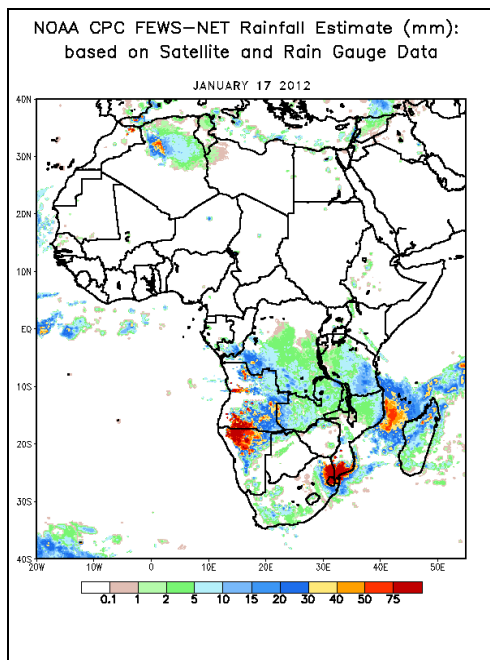 NOAA CPC FEWS-NET Rainfall Estimate (mm):
based on Satellite and Rain Gauge Data
JANUARY 17 2012
40N
30N
20N
10N
EQ
10S
20S
30S
40S
20W 10W 0 10E 20E 30E 40E 50E
0.1 1 2 5 10 15 20 30 40 50 75